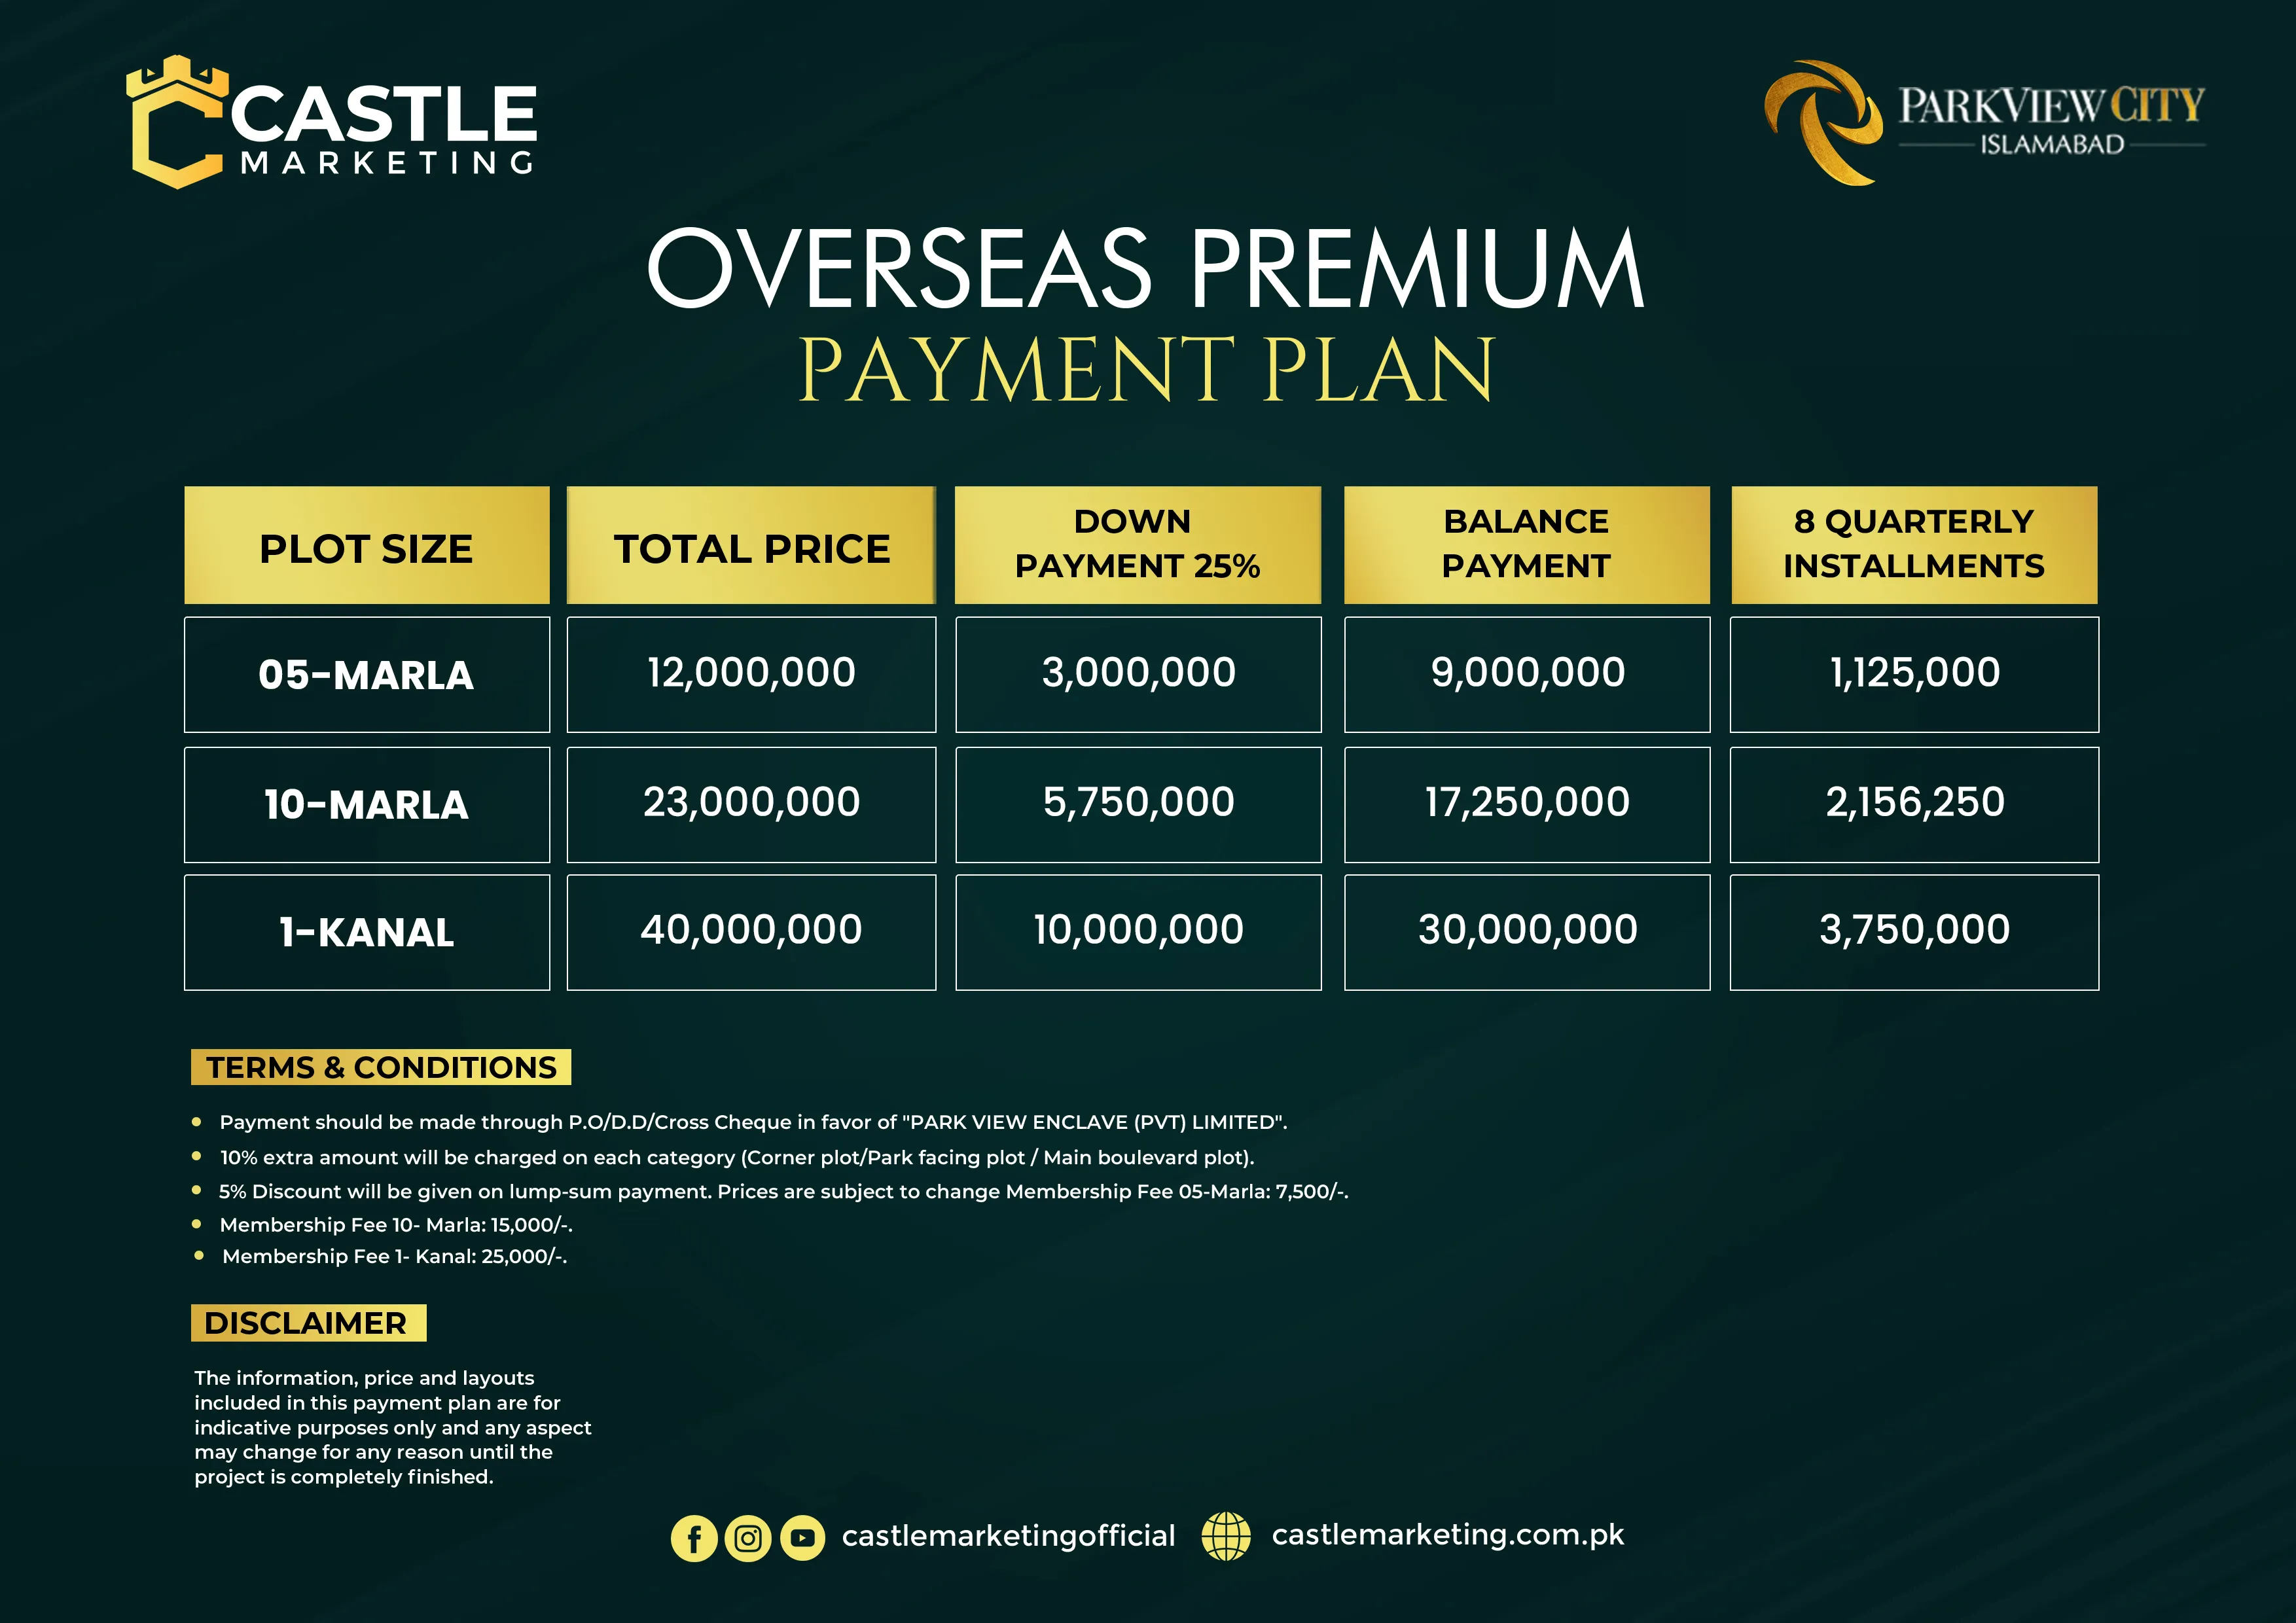 CASTLE
MARKETING
PARKVIEW CITY
ISLAMABAD
OVERSEAS PREMIUM
PAYMENT PLAN
PLOT SIZE
TOTAL PRICE
DOWN
PAYMENT 25%
BALANCE
PAYMENT
8 QUARTERLY
INSTALLMENTS
05-MARLA 12,000,000 3,000,000 9,000,000 1,125,000
10-MARLA 23,000,000 5,750,000 17,250,000 2,156,250
1-KANAL 40,000,000 10,000,000 30,000,000 3,750,000
TERMS & CONDITIONS
• Payment should be made through P.O/D.D/Cross Cheque in favor of "PARK VIEW ENCLAVE (PVT) LIMITED".
• 10% extra amount will be charged on each category (Corner plot/Park facing plot / Main boulevard plot).
• 5% Discount will be given on lump-sum payment. Prices are subject to change Membership Fee 05-Marla: 7,500/-.
• Membership Fee 10- Marla: 15,000/-.
• Membership Fee 1- Kanal: 25,000/-.
DISCLAIMER
The information, price and layouts
included in this payment plan are for
indicative purposes only and any aspect
may change for any reason until the
project is completely finished.
castlemarketingofficial castlemarketing.com.pk